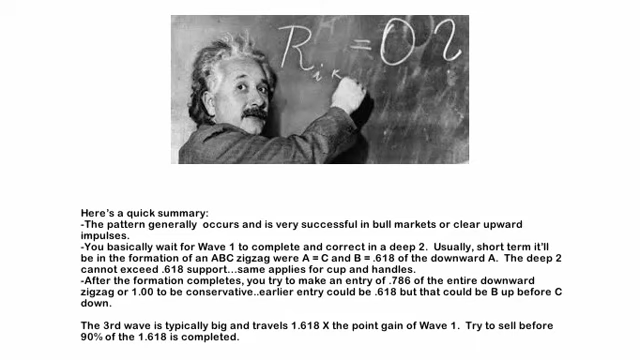 R i k = 0 ?
Here's a quick summary:
-The pattern generally  occurs and is very successful in bull markets or clear upward
impulses.
-You basically wait for Wave 1 to complete and correct in a deep 2.  Usually, short term it'll
be in the formation of an ABC zigzag were A = C and B = .618 of the downward A.  The deep 2
cannot exceed .618 support...same applies for cup and handles.
-After the formation completes, you try to make an entry of .786 of the entire downward
zigzag or 1.00 to be conservative..earlier entry could be .618 but that could be B up before C
down.
The 3rd wave is typically big and travels 1.618 X the point gain of Wave 1.  Try to sell before
90% of the 1.618 is completed.